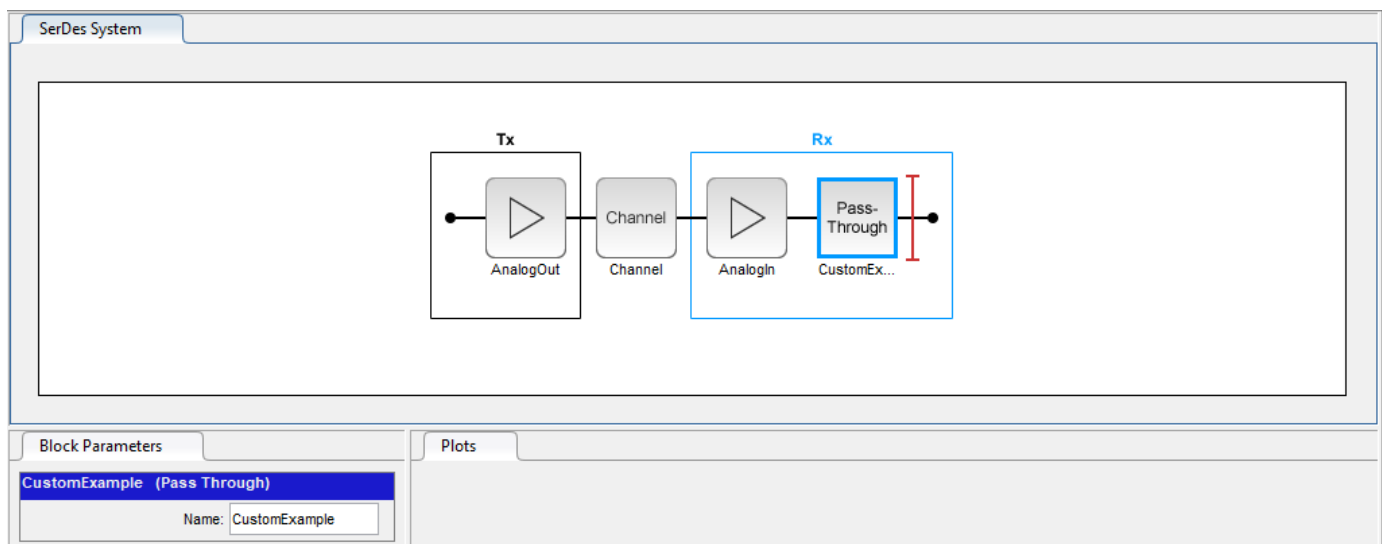 SerDes System
Tx
Rx
Channel
Pass-
Through
AnalogOut
Channel
AnalogIn
CustomEx...
Block Parameters
Plots
CustomExample (Pass Through)
Name: CustomExample